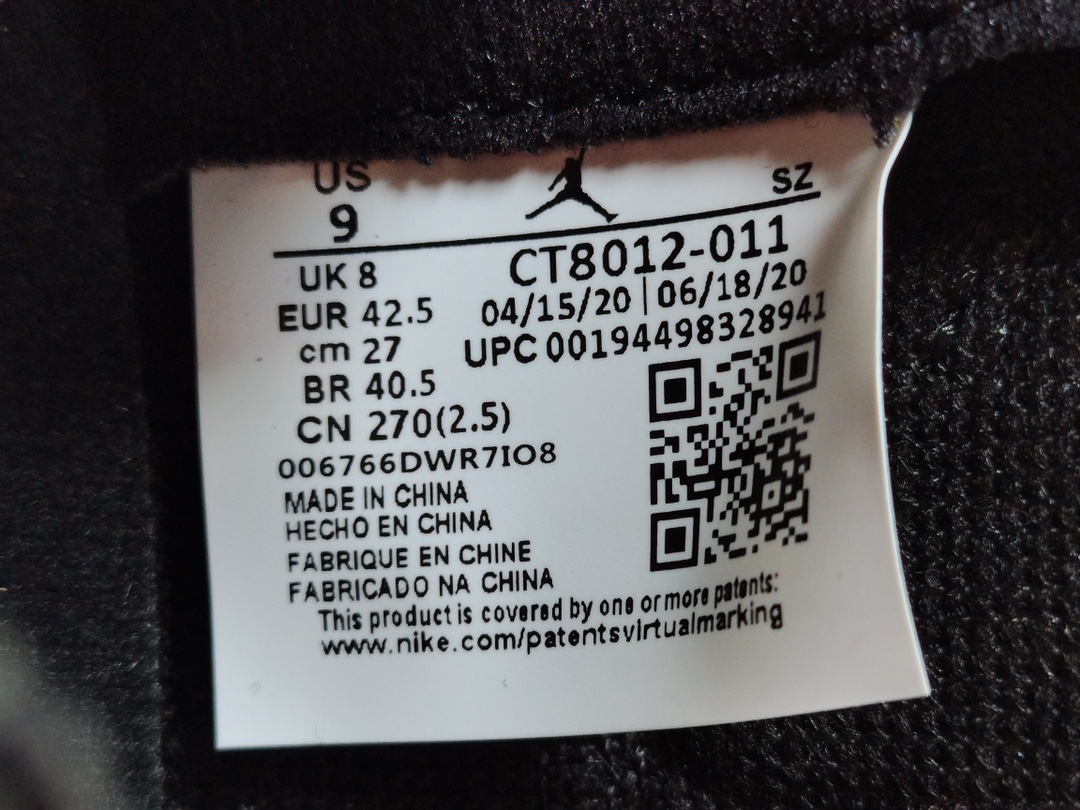 US
9
SZ
UK 8
EUR 42.5
cm 27
BR 40.5
CN 270(2.5)
CT8012-011
04/15/20 | 06/18/20
UPC 00194498328941
006766DWR7IO8
MADE IN CHINA
HECHO EN CHINA
FABRIQUE EN CHINE
FABRICADO NA CHINA
This product is covered by one or more patents:
www.nike.com/patentsvirtualmarking